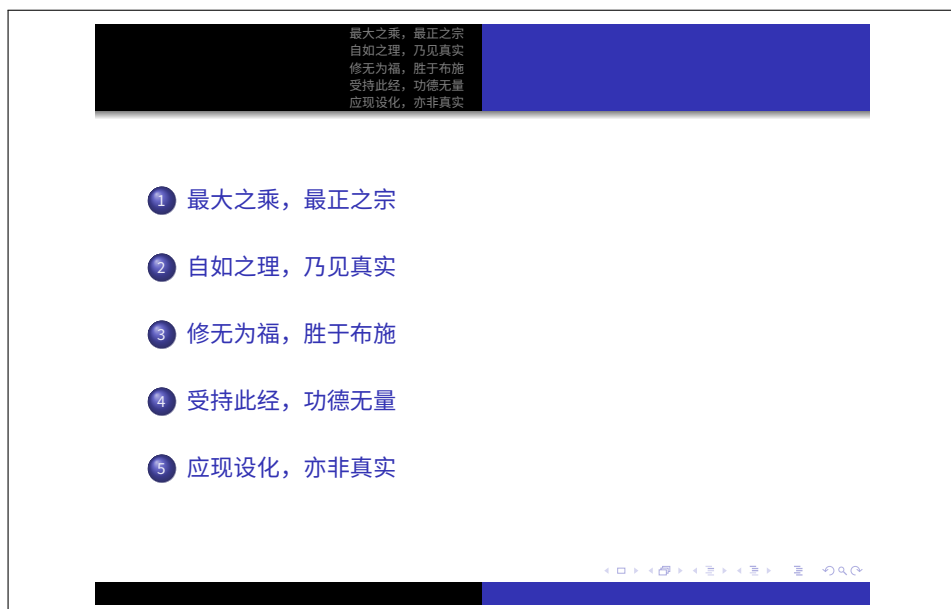 最大之乘，最正之宗
自如之理，乃见真实
修无为福，胜于布施
受持此经，功德无量
应现设化，亦非真实
1 最大之乘，最正之宗
2 自如之理，乃见真实
3 修无为福，胜于布施
4 受持此经，功德无量
5 应现设化，亦非真实